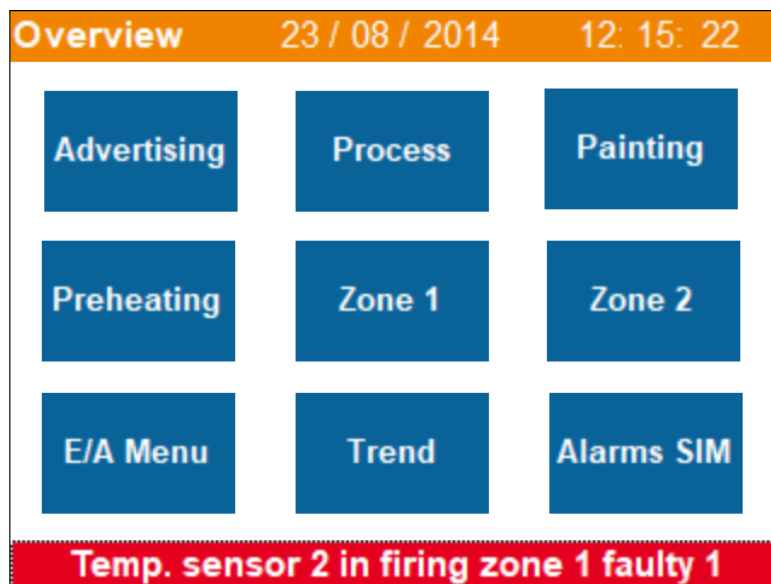 Overview 23 / 08 / 2014 12: 15: 22
Advertising Process Painting
Preheating Zone 1 Zone 2
E/A Menu Trend Alarms SIM
Temp. sensor 2 in firing zone 1 faulty 1